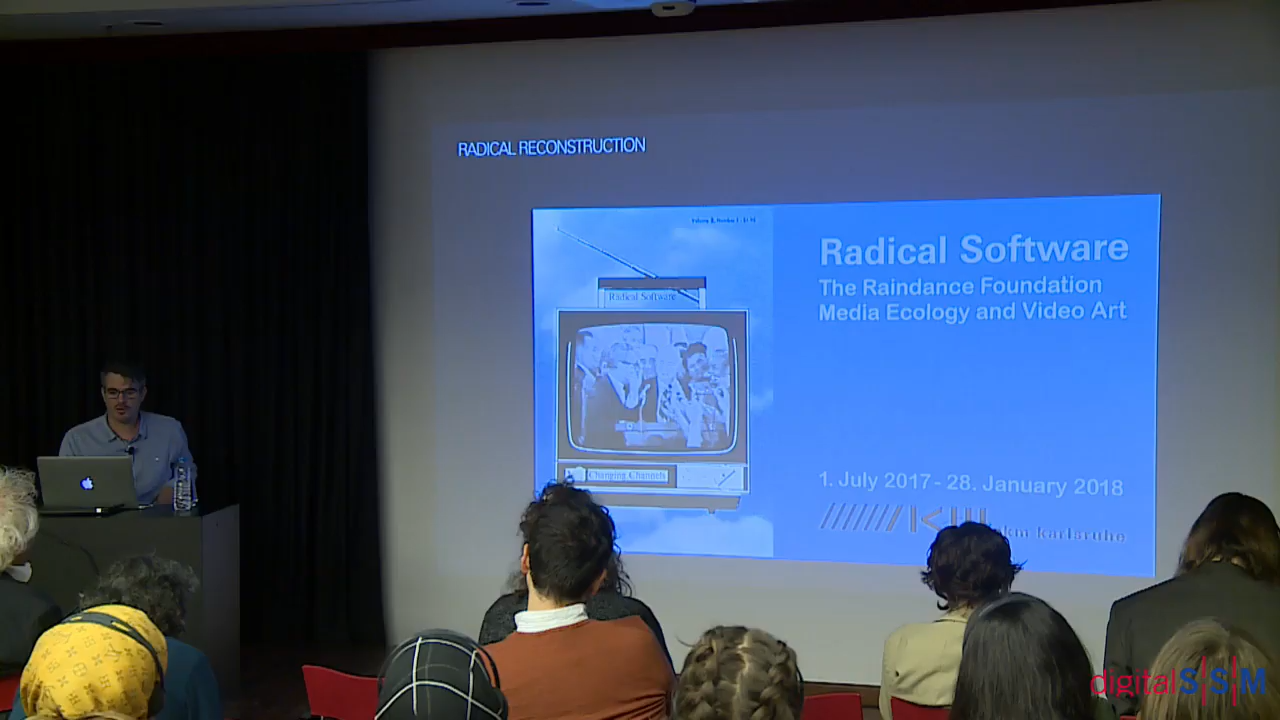 RADICAL RECONSTRUCTION
Radical Software
Changing Channels
Radical Software
The Raindance Foundation
Media Ecology and Video Art
1. July 2017 - 28. January 2018
karlsruhe
digitalSSM